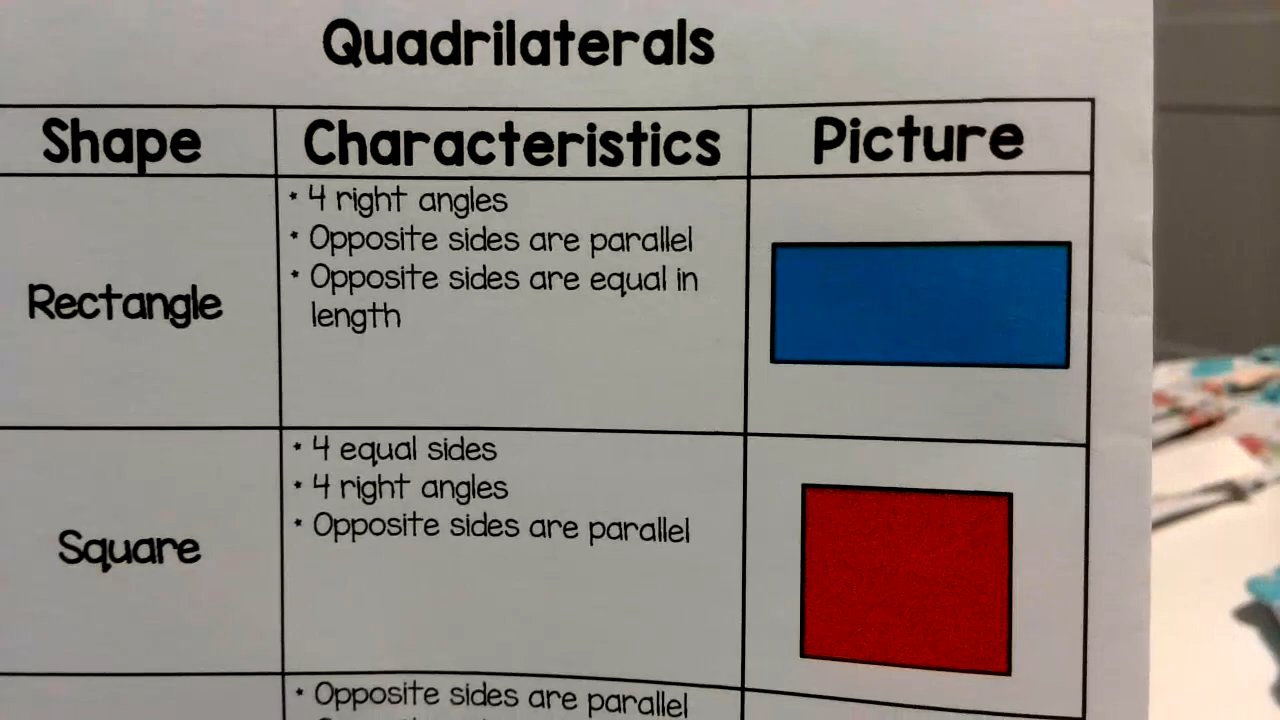 Quadrilaterals
Shape Characteristics Picture
Rectangle
* 4 right angles
* Opposite sides are parallel
* Opposite sides are equal in
length
Square
* 4 equal sides
* 4 right angles
* Opposite sides are parallel
* Opposite sides are parallel